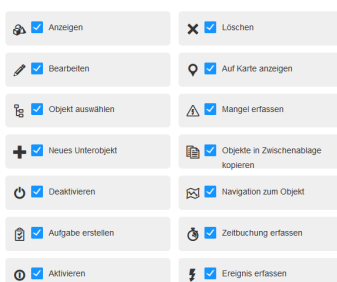 Anzeigen
Löschen
Bearbeiten
Auf Karte anzeigen
Objekt auswählen
Mangel erfassen
Neues Unterobjekt
Objekte in Zwischenablage
kopieren
Deaktivieren
Navigation zum Objekt
Aufgabe erstellen
Zeitbuchung erfassen
Aktivieren
Ereignis erfassen